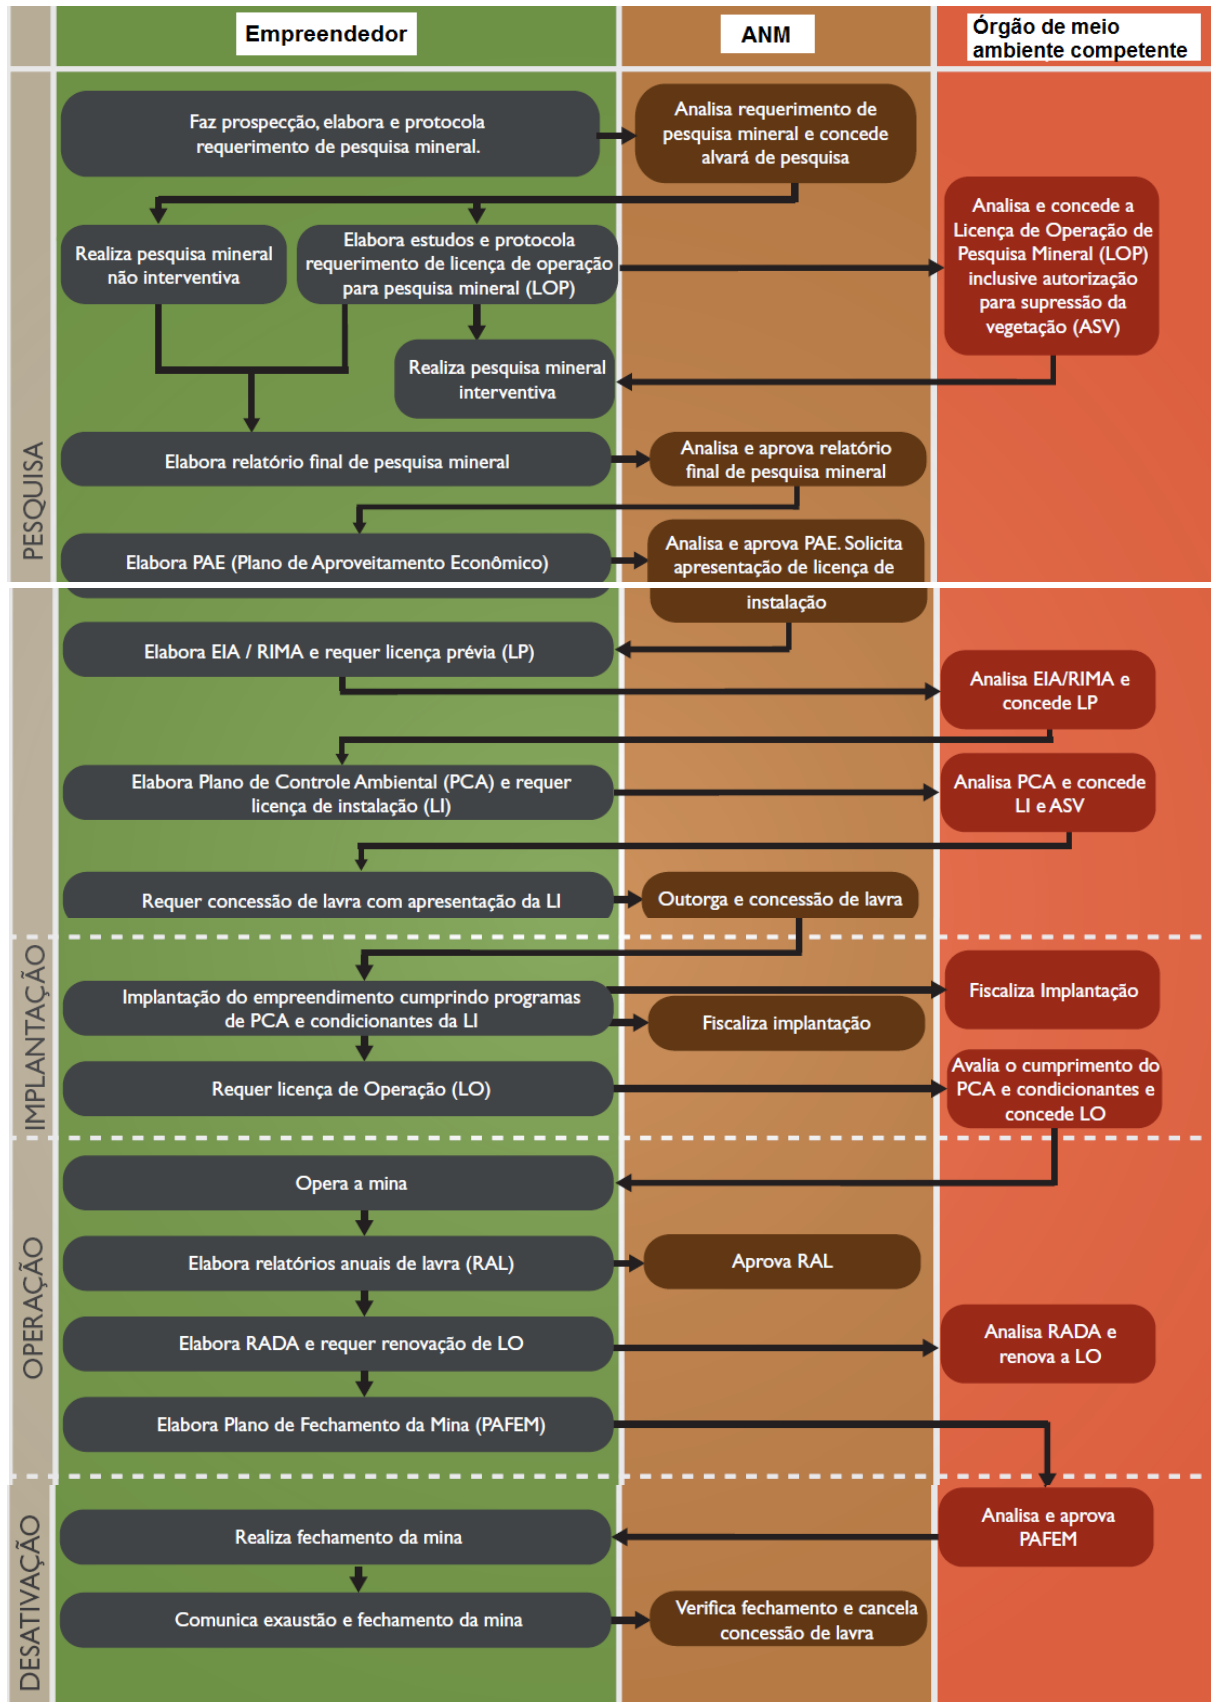 Empreendedor
ANM
Órgão de meio
ambiente competente
PESQUISA
Faz prospecção, elabora e protocola
requerimento de pesquisa mineral.
Analisa requerimento de
pesquisa mineral e concede
alvará de pesquisa
Realiza pesquisa mineral
não interventiva
Elabora estudos e protocola
requerimento de licença de operação
para pesquisa mineral (LOP)
Analisa e concede a
Licença de Operação de
Pesquisa Mineral (LOP)
inclusive autorização
para supressão da
vegetação (ASV)
Realiza pesquisa mineral
interventiva
Elabora relatório final de pesquisa mineral
Analisa e aprova relatório
final de pesquisa mineral
Elabora PAE (Plano de Aproveitamento Econômico)
Analisa e aprova PAE. Solicita
apresentação de licença de
instalação
Elabora EIA / RIMA e requer licença prévia (LP)
Analisa EIA/RIMA e
concede LP
Elabora Plano de Controle Ambiental (PCA) e requer
licença de instalação (LI)
Analisa PCA e concede
LI e ASV
Requer concessão de lavra com apresentação da LI
Outorga e concessão de lavra
IMPLANTAÇÃO
Implantação do empreendimento cumprindo programas
de PCA e condicionantes da LI
Fiscaliza implantação
Fiscaliza Implantação
Requer licença de Operação (LO)
Avalia o cumprimento do
PCA e condicionantes e
concede LO
OPERAÇÃO
Opera a mina
Elabora relatórios anuais de lavra (RAL)
Aprova RAL
Elabora RADA e requer renovação de LO
Analisa RADA e
renova a LO
Elabora Plano de Fechamento da Mina (PAFEM)
DESATIVAÇÃO
Analisa e aprova
PAFEM
Realiza fechamento da mina
Comunica exaustão e fechamento da mina
Verifica fechamento e cancela
concessão de lavra